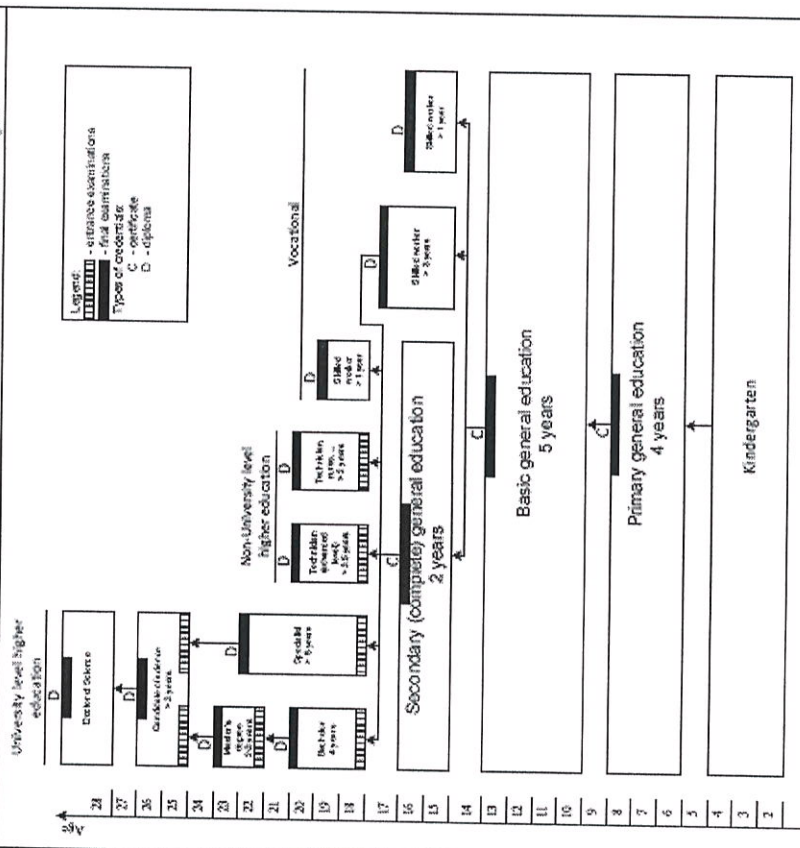 University level higher
education
Non-University level
higher education
Vocational
Legend:
- entrance examinations
- final examinations
Types of credentials:
C - certificate
D - diploma
D
Doctor of Science
D
Candidate of science
> 3 years
D
Master's
degree
D
Bachelor
4 years
D
Specialist
> 5 years
D
Technician
(advanced
level)
D
Technician
D
Skilled
worker
> 1 year
D
Skilled worker
> 3 years
D
Skilled worker
> 1 year
C
Secondary (complete) general education
2 years
C
Basic general education
5 years
C
Primary general education
4 years
Kindergarten
28
27
26
25
24
23
22
21
20
19
18
17
16
15
14
13
12
11
10
9
8
7
6
5
4
3
2